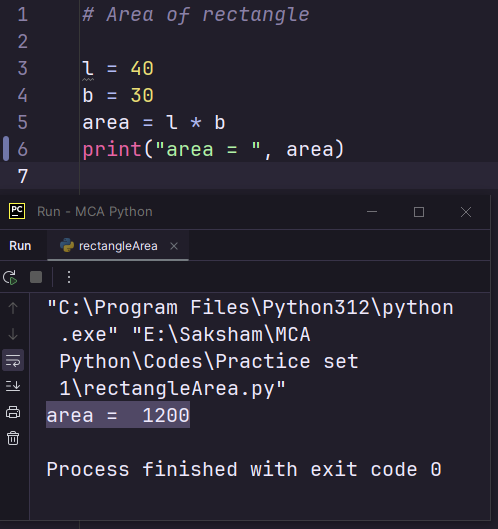 1 # Area of rectangle
2
3 l = 40
4 b = 30
5 area = l * b
6 print("area = ", area)
7
PC Run - MCA Python
Run rectangleArea
"C:\Program Files\Python312\python
.exe" "E:\Saksham\MCA
Python\Codes\Practice set
1\rectangleArea.py"
area =  1200
Process finished with exit code 0